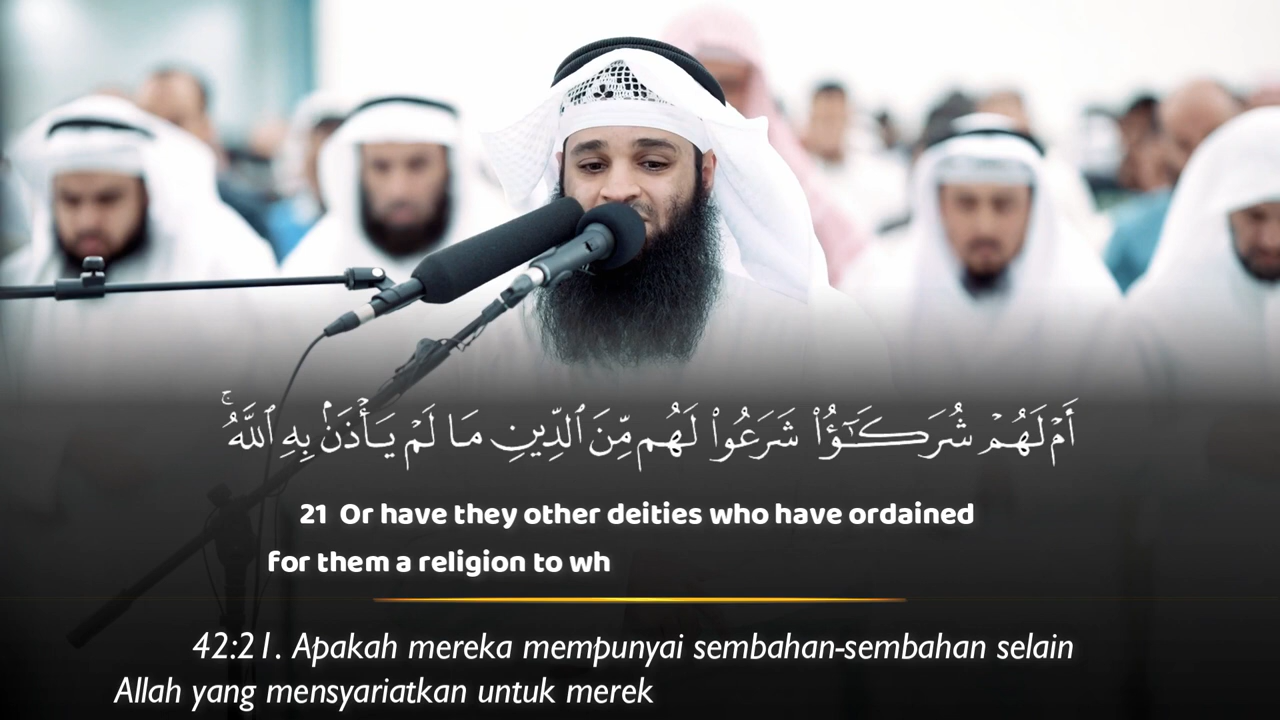 أَمْ لَهُمْ شُرَكَـٰٓؤُا۟ شَرَعُوا۟ لَهُم مِّنَ ٱلدِّينِ مَا لَمْ يَأْذَنۢ بِهِ ٱللَّهُ ۚ
21 Or have they other deities who have ordained
for them a religion to wh
42:21. Apakah mereka mempunyai sembahan-sembahan selain
Allah yang mensyariatkan untuk merek